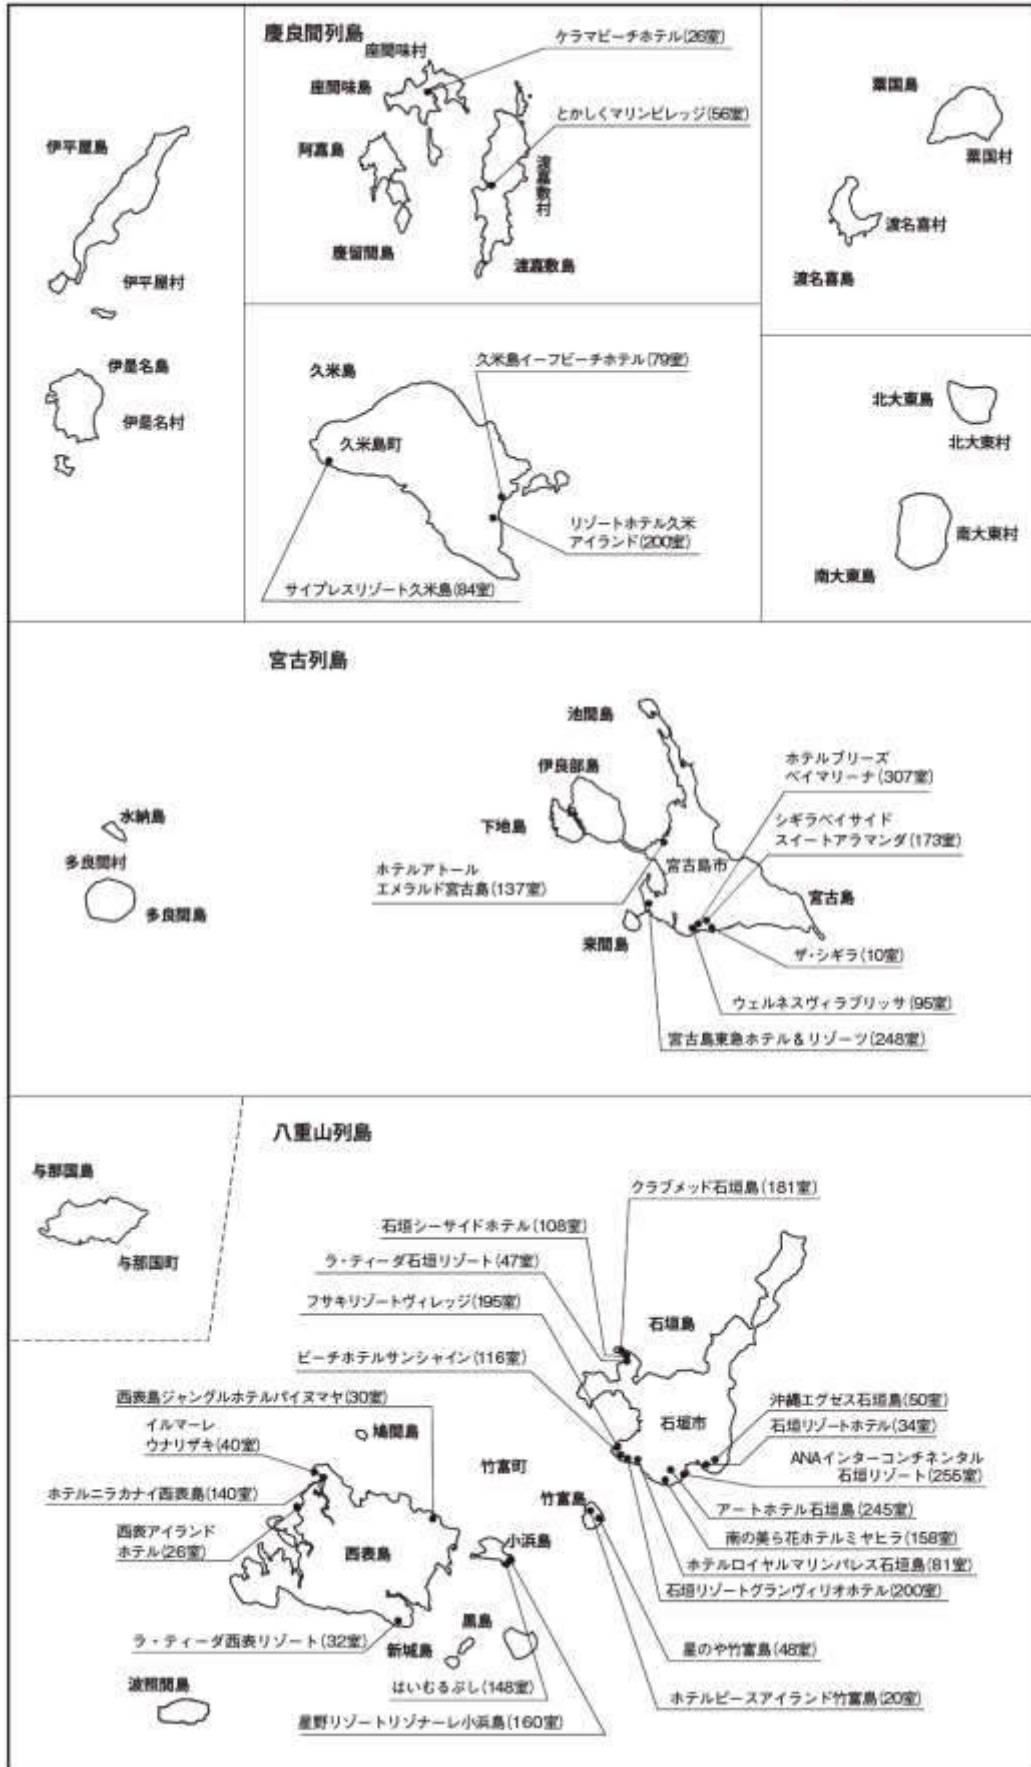 慶良間列島
座間味村
座間味島
ケラマビーチホテル(26室)
とかしくマリンビレッジ(56室)
阿嘉島
渡嘉敷村
慶留間島
渡嘉敷島
伊平屋島
伊平屋村
伊是名島
伊是名村
粟国島
粟国村
渡名喜村
渡名喜島
久米島
久米島イーフビーチホテル(79室)
久米島町
リゾートホテル久米
アイランド(200室)
サイプレスリゾート久米島(84室)
北大東島
北大東村
南大東村
南大東島
宮古列島
池間島
伊良部島
下地島
ホテルブリーズ
ベイマリーナ(307室)
シギラベイサイド
スイートアラマンダ(173室)
水納島
多良間村
多良間島
ホテルアトール
エメラルド宮古島(137室)
宮古島市
宮古島
来間島
ザ・シギラ(10室)
ウェルネスヴィラブリッサ(95室)
宮古島東急ホテル&リゾーツ(248室)
八重山列島
与那国島
与那国町
クラブメッド石垣島(181室)
石垣シーサイドホテル(108室)
ラ・ティーダ石垣リゾート(47室)
フサキリゾートヴィレッジ(195室)
石垣島
ビーチホテルサンシャイン(116室)
西表島ジャングルホテルパイヌマヤ(30室)
イルマーレ
ウナリザキ(40室)
鳩間島
石垣市
沖縄エグゼス石垣島(50室)
石垣リゾートホテル(34室)
ANAインターコンチネンタル
石垣リゾート(255室)
竹富町
ホテルニラカナイ西表島(140室)
竹富島
アートホテル石垣島(245室)
西表アイランド
ホテル(26室)
西表島
小浜島
南の美ら花ホテルミヤヒラ(158室)
ホテルロイヤルマリンパレス石垣島(81室)
石垣リゾートグランヴィリオホテル(200室)
ラ・ティーダ西表リゾート(32室)
黒島
新城島
星のや竹富島(48室)
波照間島
はいむるぶし(148室)
ホテルピースアイランド竹富島(20室)
星野リゾートリゾナーレ小浜島(160室)